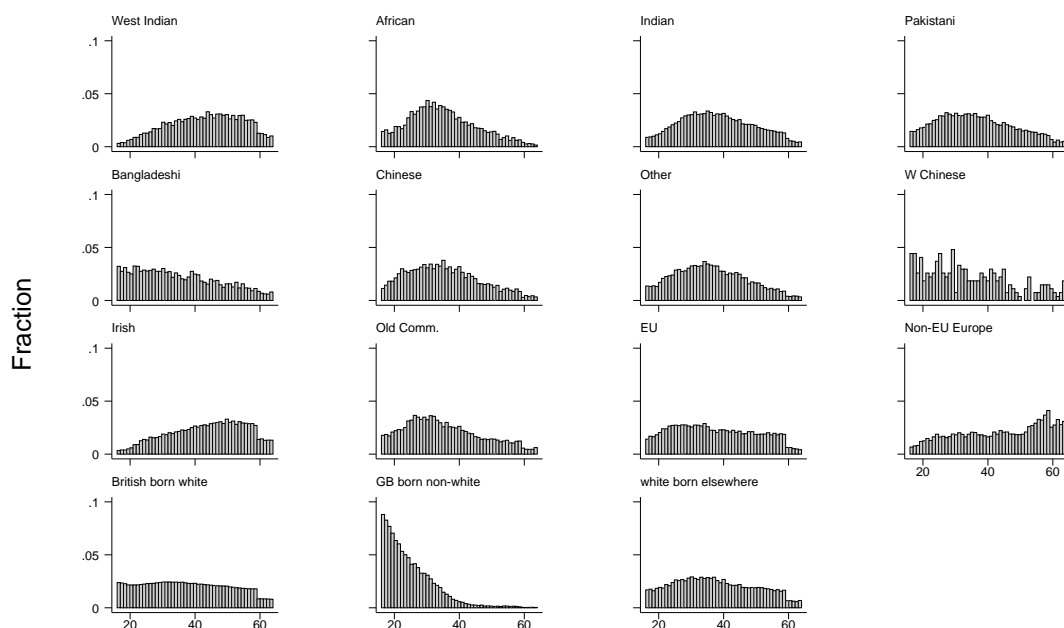 Fraction
West Indian
African
Indian
Pakistani
.1
.05
0
Bangladeshi
Chinese
Other
W Chinese
.1
.05
0
Irish
Old Comm.
EU
Non-EU Europe
.1
.05
0
20 40 60
British born white
GB born non-white
white born elsewhere
.1
.05
0
20 40 60
20 40 60
20 40 60